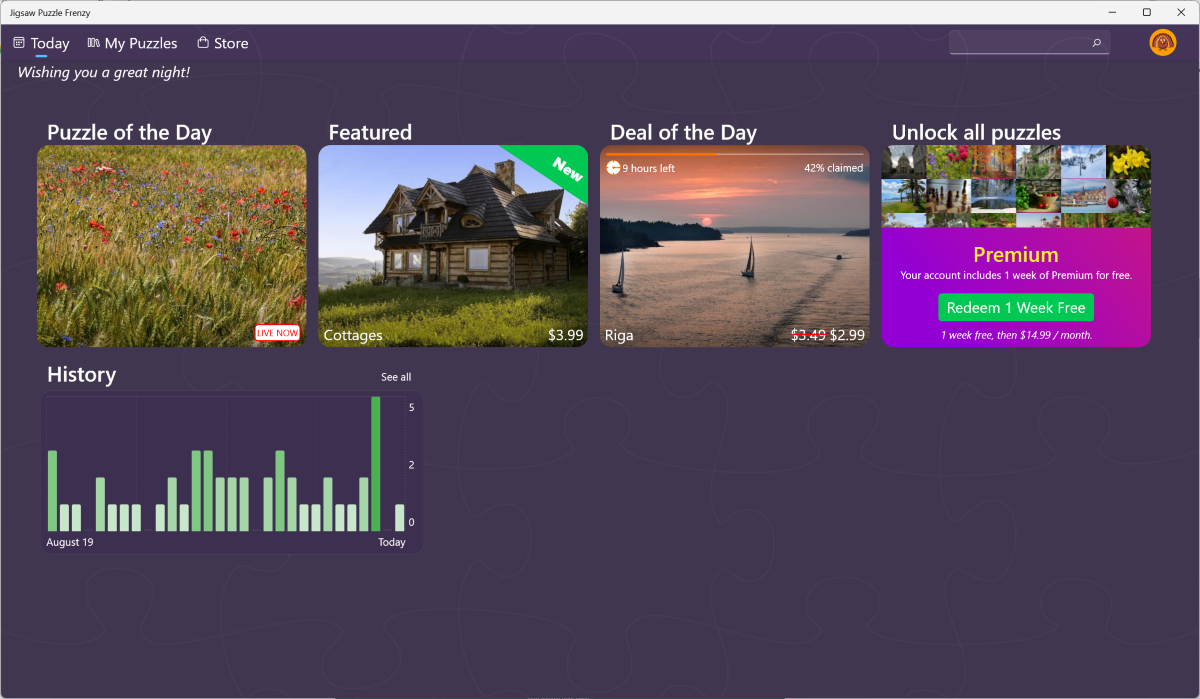 Jigsaw Puzzle Frenzy
Today
My Puzzles
Store
Wishing you a great night!
Puzzle of the Day
LIVE NOW
Featured
New
Cottages
$3.99
Deal of the Day
9 hours left
42% claimed
Riga
$3.49 $2.99
Unlock all puzzles
Premium
Your account includes 1 week of Premium for free.
Redeem 1 Week Free
1 week free, then $14.99 / month.
History
See all
5
2
0
August 19
Today